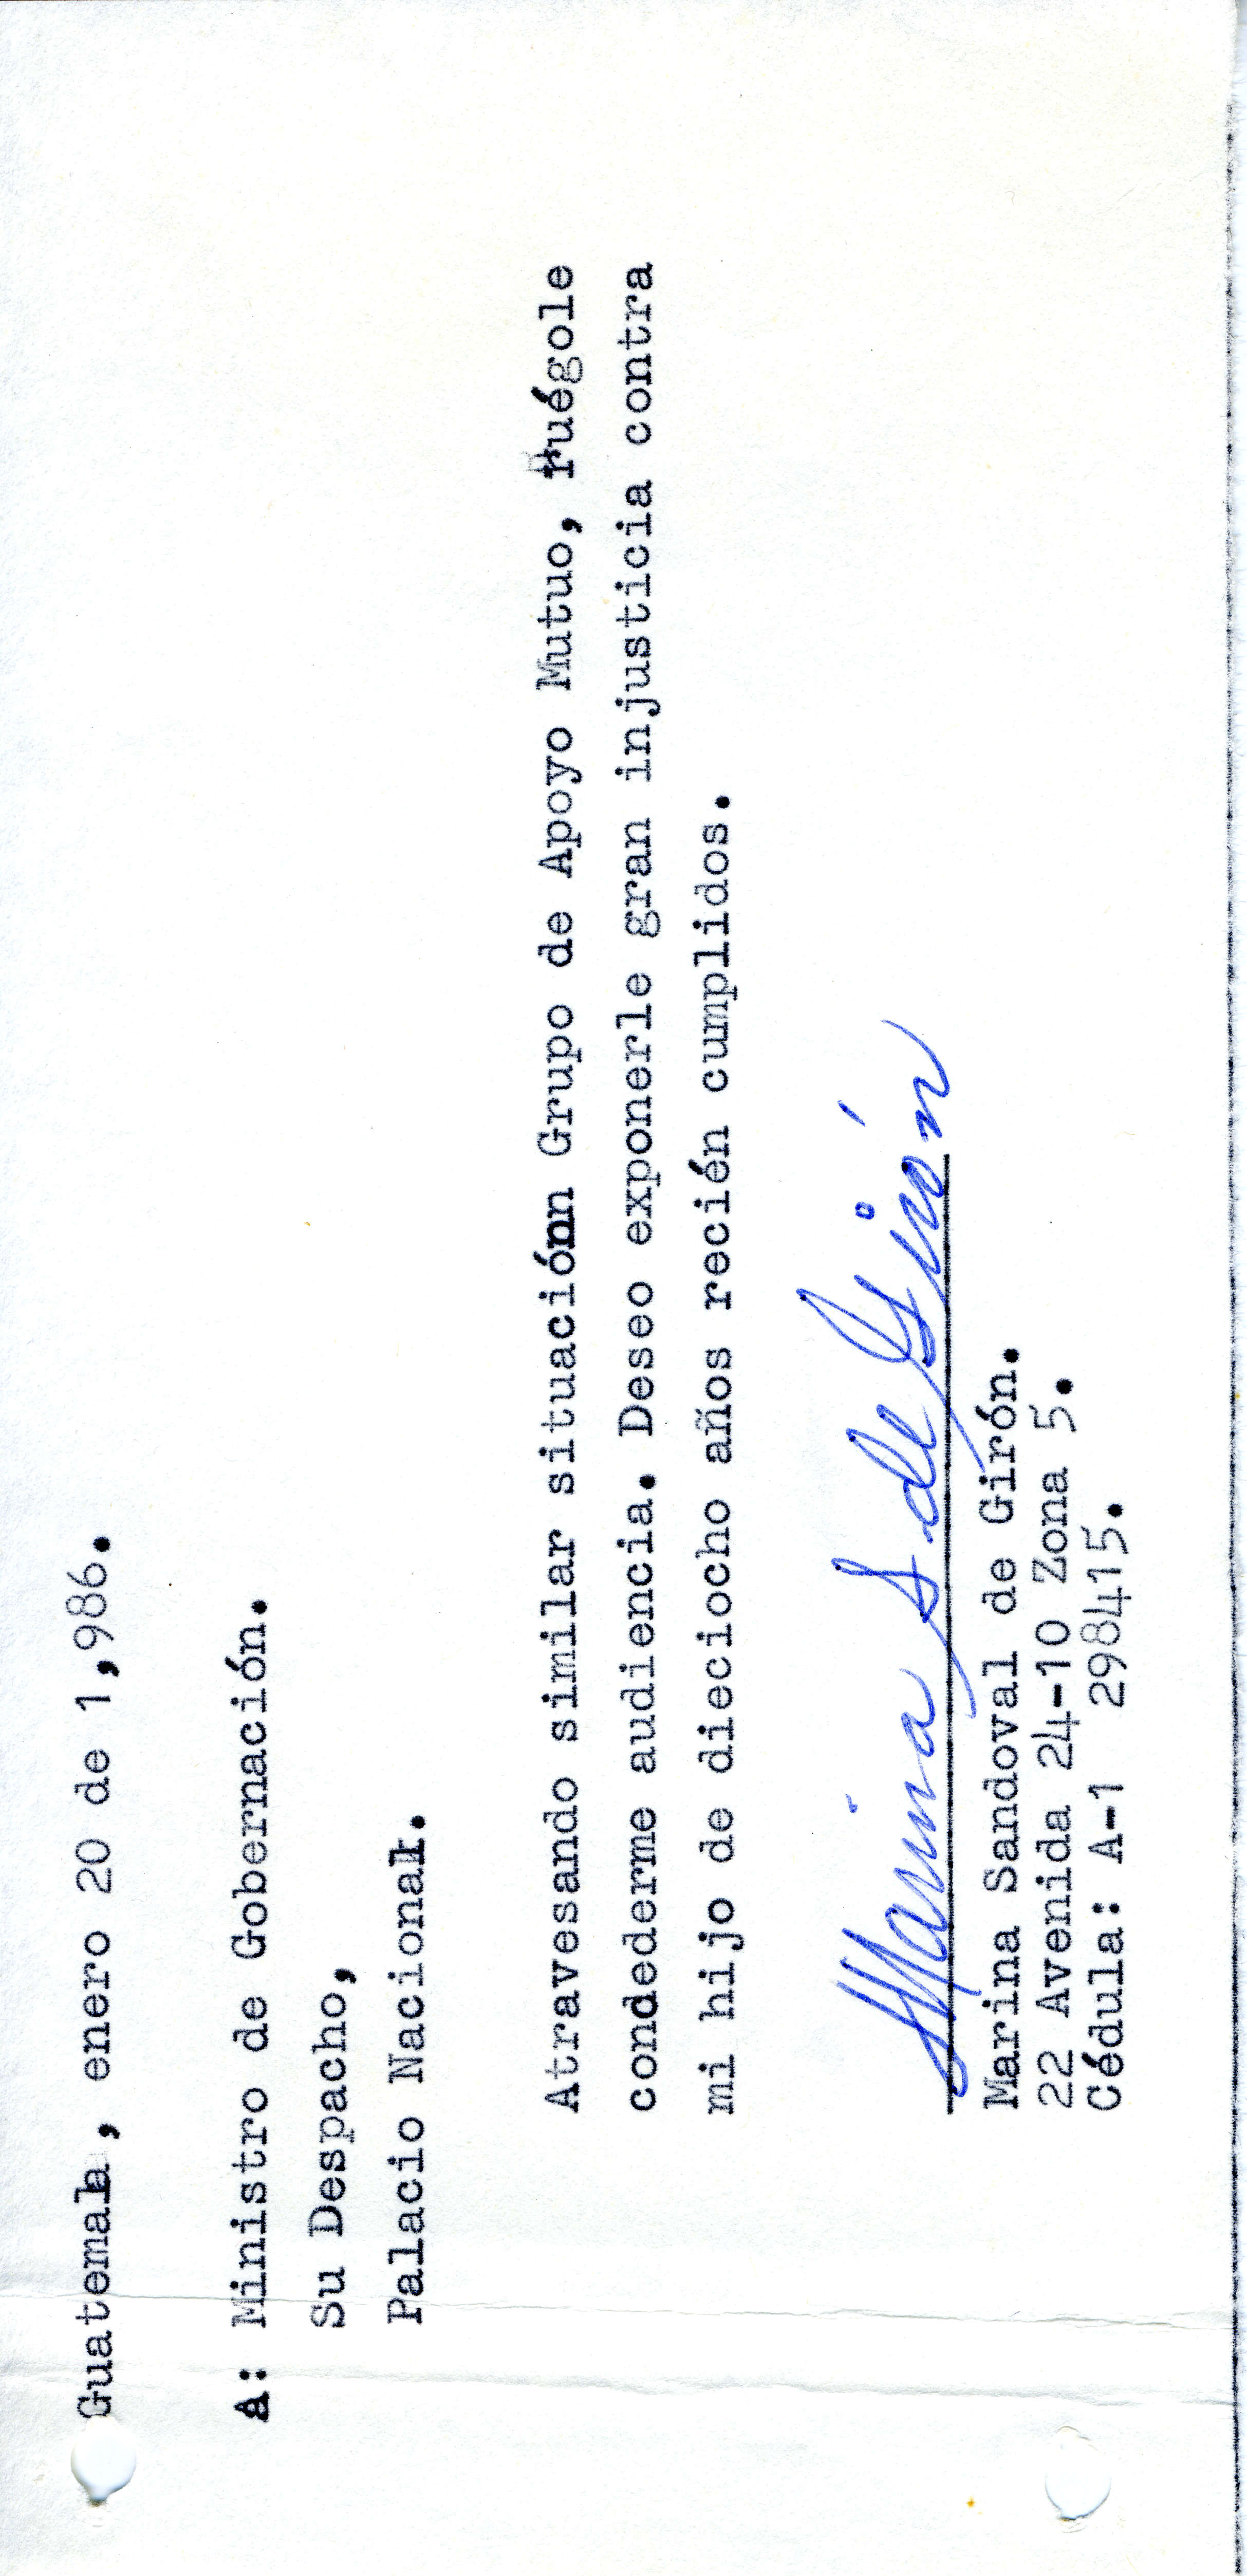 Guatemala, enero 20 de 1,986.
A: Ministro de Gobernación.
Su Despacho,
Palacio Nacional.
Atravesando similar situación Grupo de Apoyo Mutuo, ruégole
condederme audiencia. Deseo exponerle gran injusticia contra
mi hijo de dieciocho años recién cumplidos.
Marina S. de Girón
Marina Sandoval de Girón.
22 Avenida 24-10 Zona 5.
Cédula: A-1 298415.